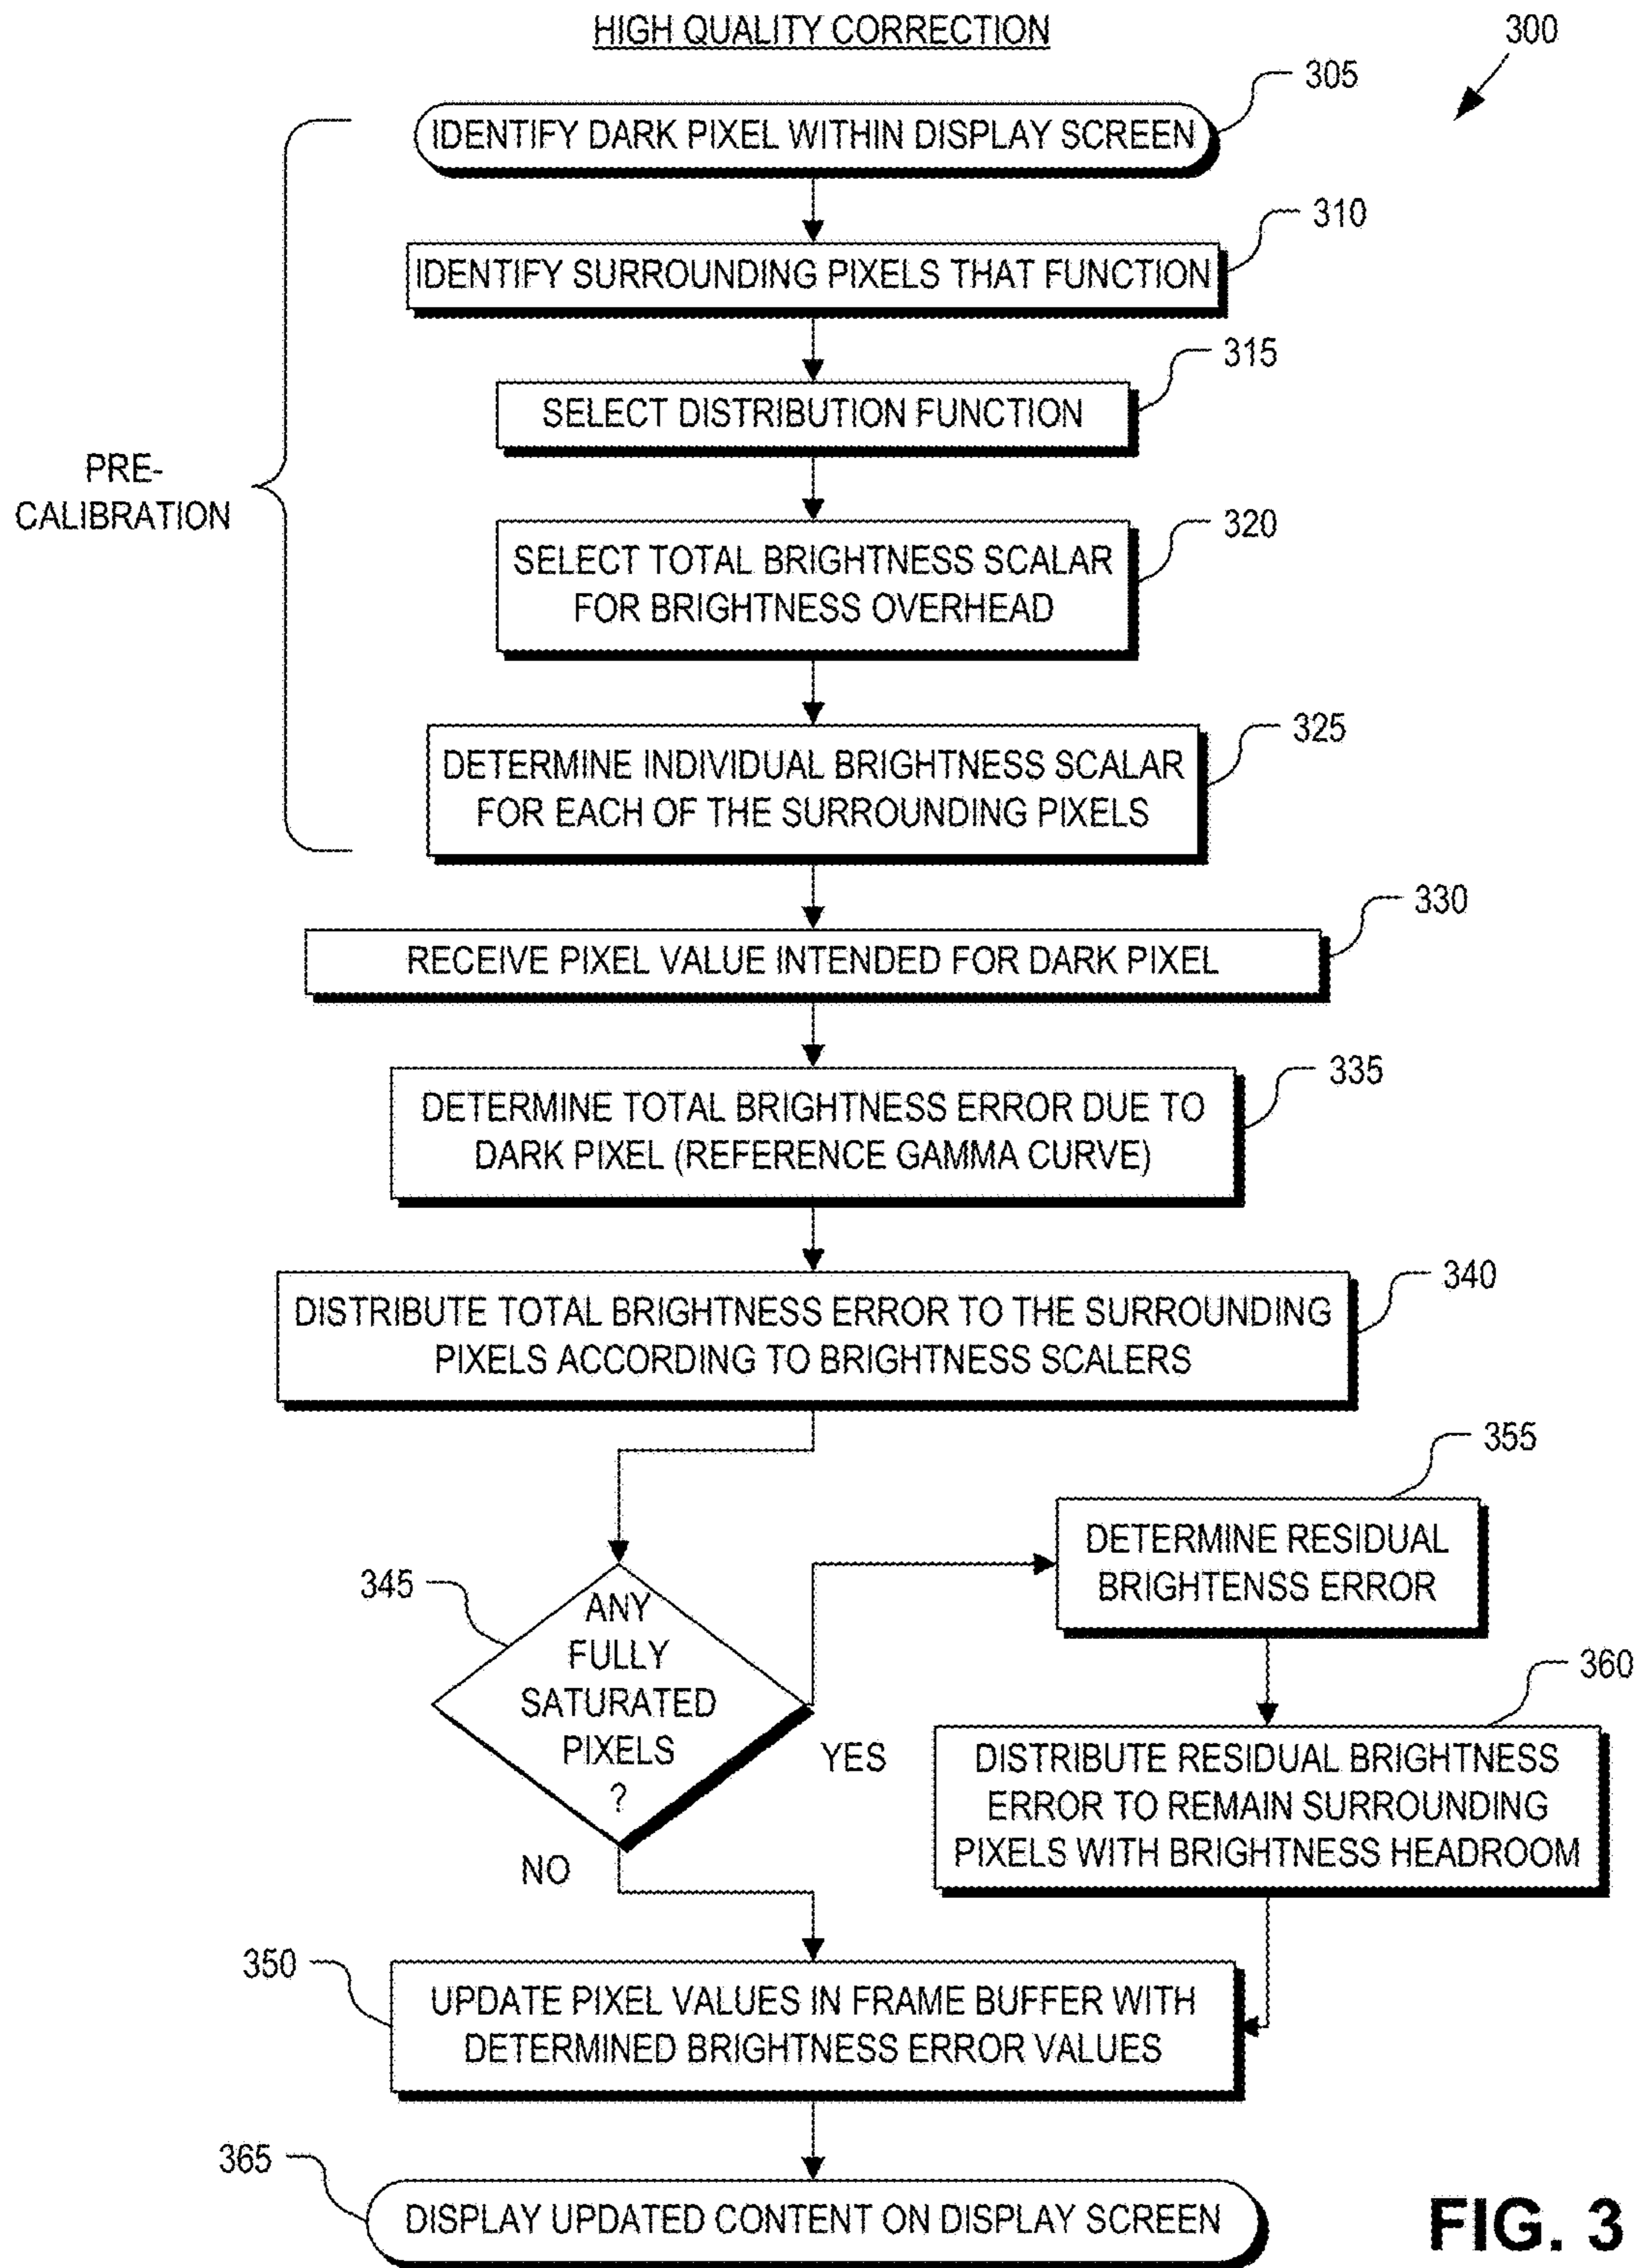 HIGH QUALITY CORRECTION
300
305
IDENTIFY DARK PIXEL WITHIN DISPLAY SCREEN
310
IDENTIFY SURROUNDING PIXELS THAT FUNCTION
315
SELECT DISTRIBUTION FUNCTION
PRE-
CALIBRATION
320
SELECT TOTAL BRIGHTNESS SCALAR
FOR BRIGHTNESS OVERHEAD
325
DETERMINE INDIVIDUAL BRIGHTNESS SCALAR
FOR EACH OF THE SURROUNDING PIXELS
330
RECEIVE PIXEL VALUE INTENDED FOR DARK PIXEL
335
DETERMINE TOTAL BRIGHTNESS ERROR DUE TO
DARK PIXEL (REFERENCE GAMMA CURVE)
340
DISTRIBUTE TOTAL BRIGHTNESS ERROR TO THE SURROUNDING
PIXELS ACCORDING TO BRIGHTNESS SCALERS
345
ANY
FULLY
SATURATED
PIXELS
?
YES
NO
355
DETERMINE RESIDUAL
BRIGHTENSS ERROR
360
DISTRIBUTE RESIDUAL BRIGHTNESS
ERROR TO REMAIN SURROUNDING
PIXELS WITH BRIGHTNESS HEADROOM
350
UPDATE PIXEL VALUES IN FRAME BUFFER WITH
DETERMINED BRIGHTNESS ERROR VALUES
365
DISPLAY UPDATED CONTENT ON DISPLAY SCREEN
FIG. 3